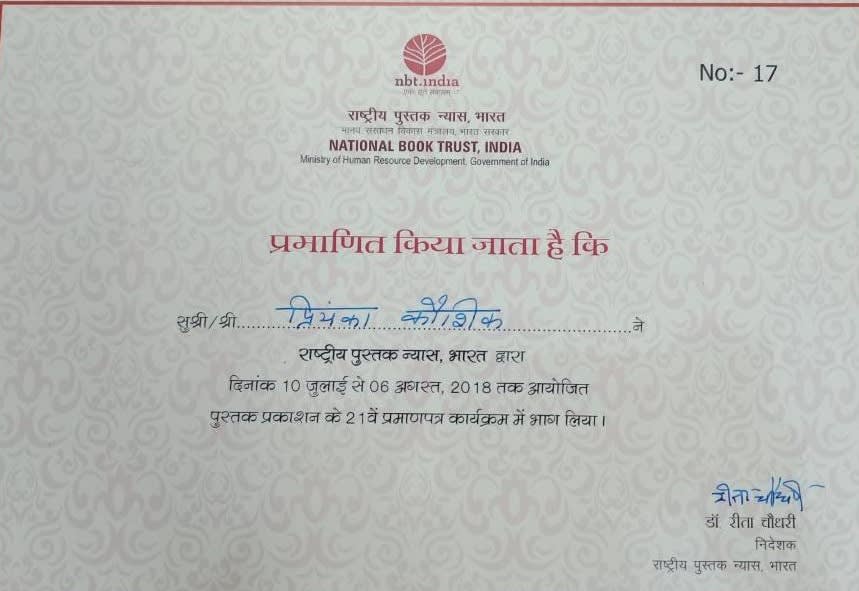 No:- 17
nbt.india
एकः सूते सकलम्
राष्ट्रीय पुस्तक न्यास, भारत
मानव संसाधन विकास मंत्रालय, भारत सरकार
NATIONAL BOOK TRUST, INDIA
Ministry of Human Resource Development, Government of India
प्रमाणित किया जाता है कि
सुश्री/श्री..... प्रियंका कौशिक .....ने
राष्ट्रीय पुस्तक न्यास, भारत द्वारा
दिनांक 10 जुलाई से 06 अगस्त, 2018 तक आयोजित
पुस्तक प्रकाशन के 21वें प्रमाणपत्र कार्यक्रम में भाग लिया।
रीता चौधरी
डॉ. रीता चौधरी
निदेशक
राष्ट्रीय पुस्तक न्यास, भारत